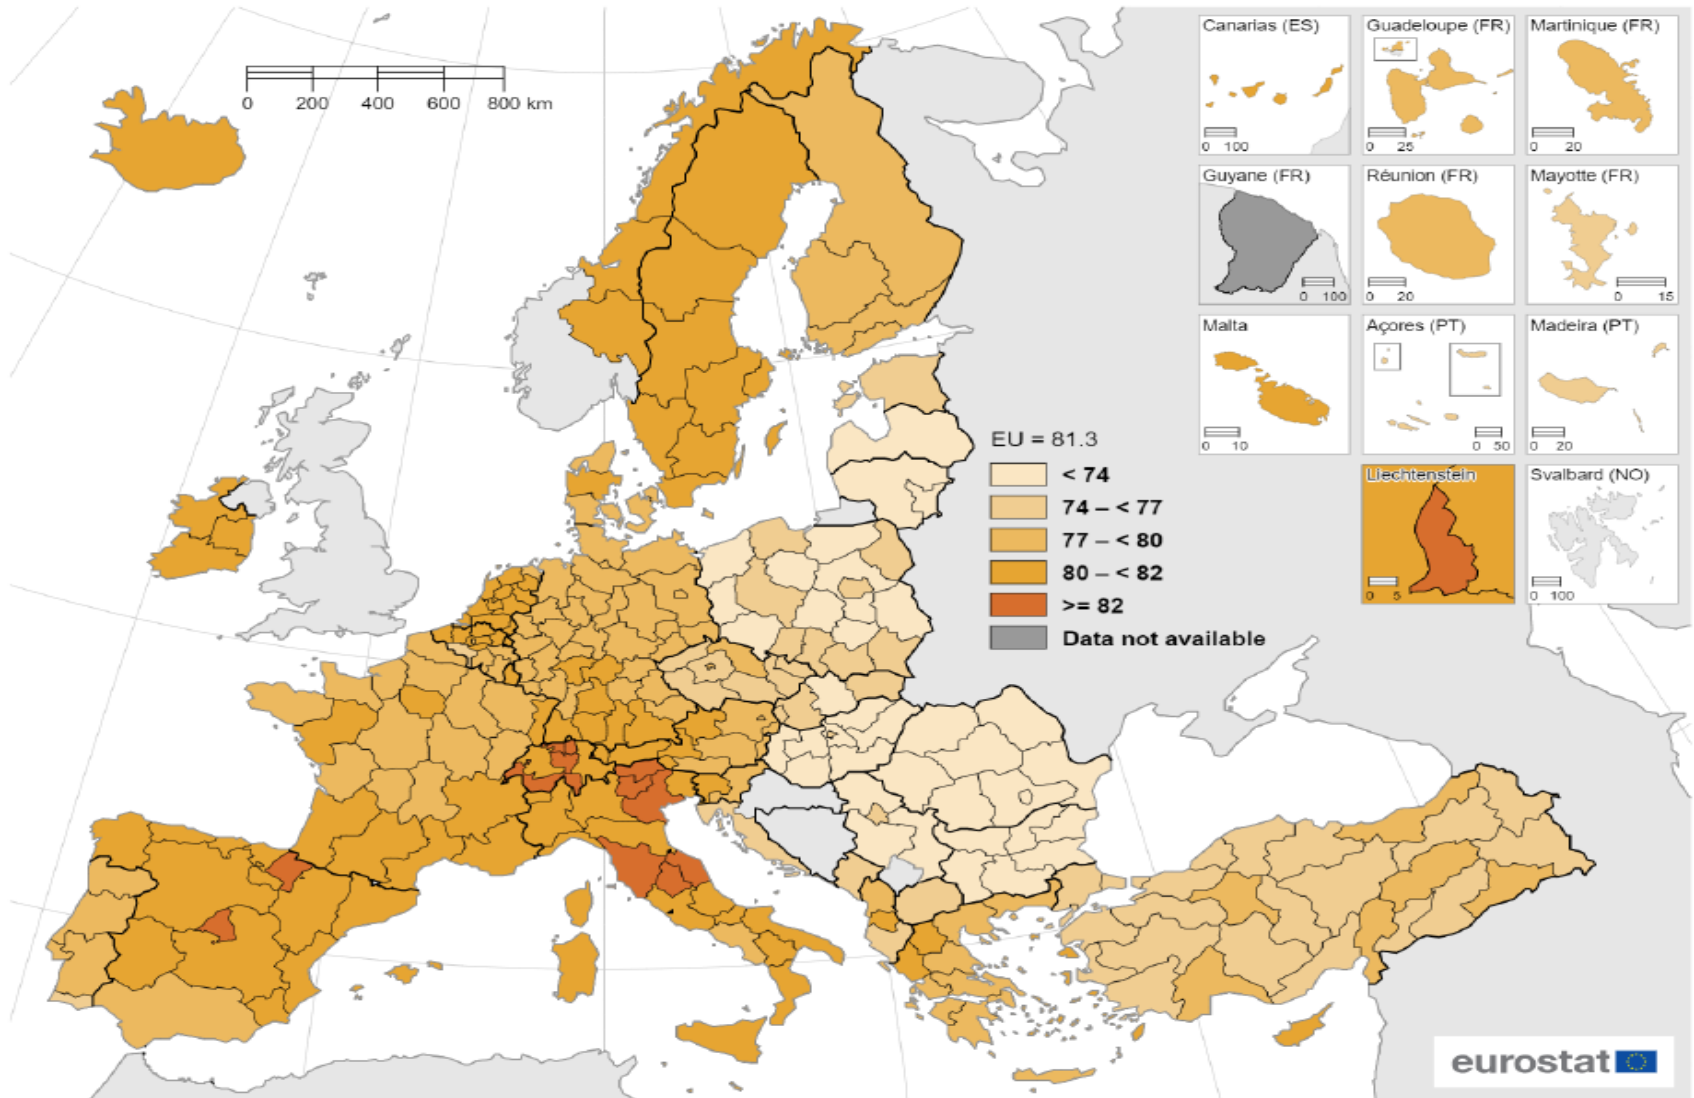 0 200 400 600 800 km
Canarias (ES)
0 100
Guadeloupe (FR)
0 25
Martinique (FR)
0 20
Guyane (FR)
0 100
Réunion (FR)
0 20
Mayotte (FR)
0 15
Malta
0 10
Açores (PT)
0 50
Madeira (PT)
0 20
Liechtenstein
0 5
Svalbard (NO)
0 100
EU = 81.3
< 74
74 – < 77
77 – < 80
80 – < 82
>= 82
Data not available
eurostat